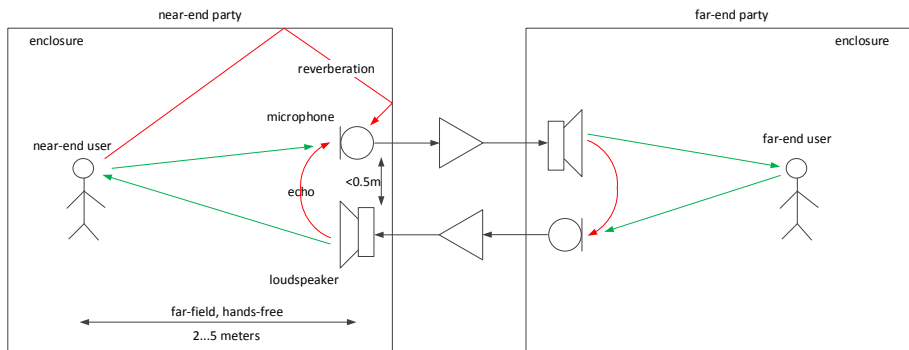 near-end party
far-end party
enclosure
enclosure
reverberation
microphone
near-end user
far-end user
echo
<0.5m
loudspeaker
far-field, hands-free
2...5 meters